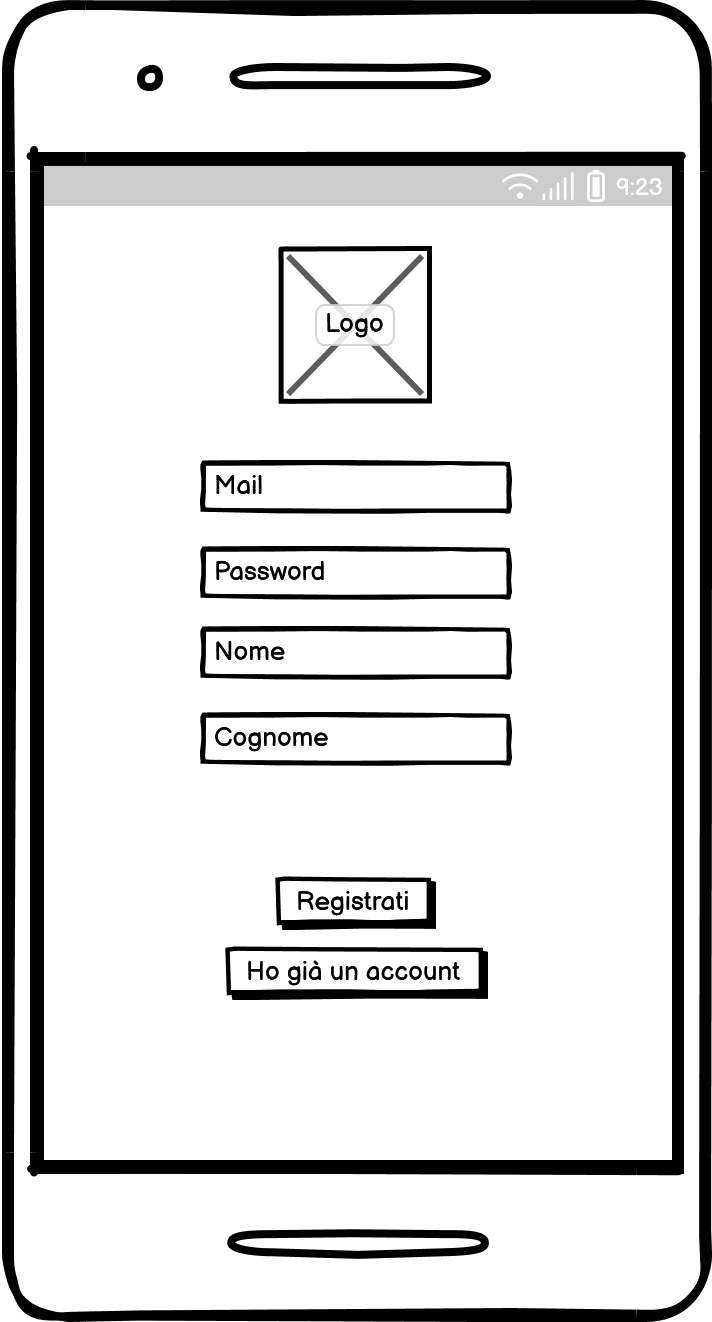 9:23
Logo
Mail
Password
Nome
Cognome
Registrati
Ho già un account